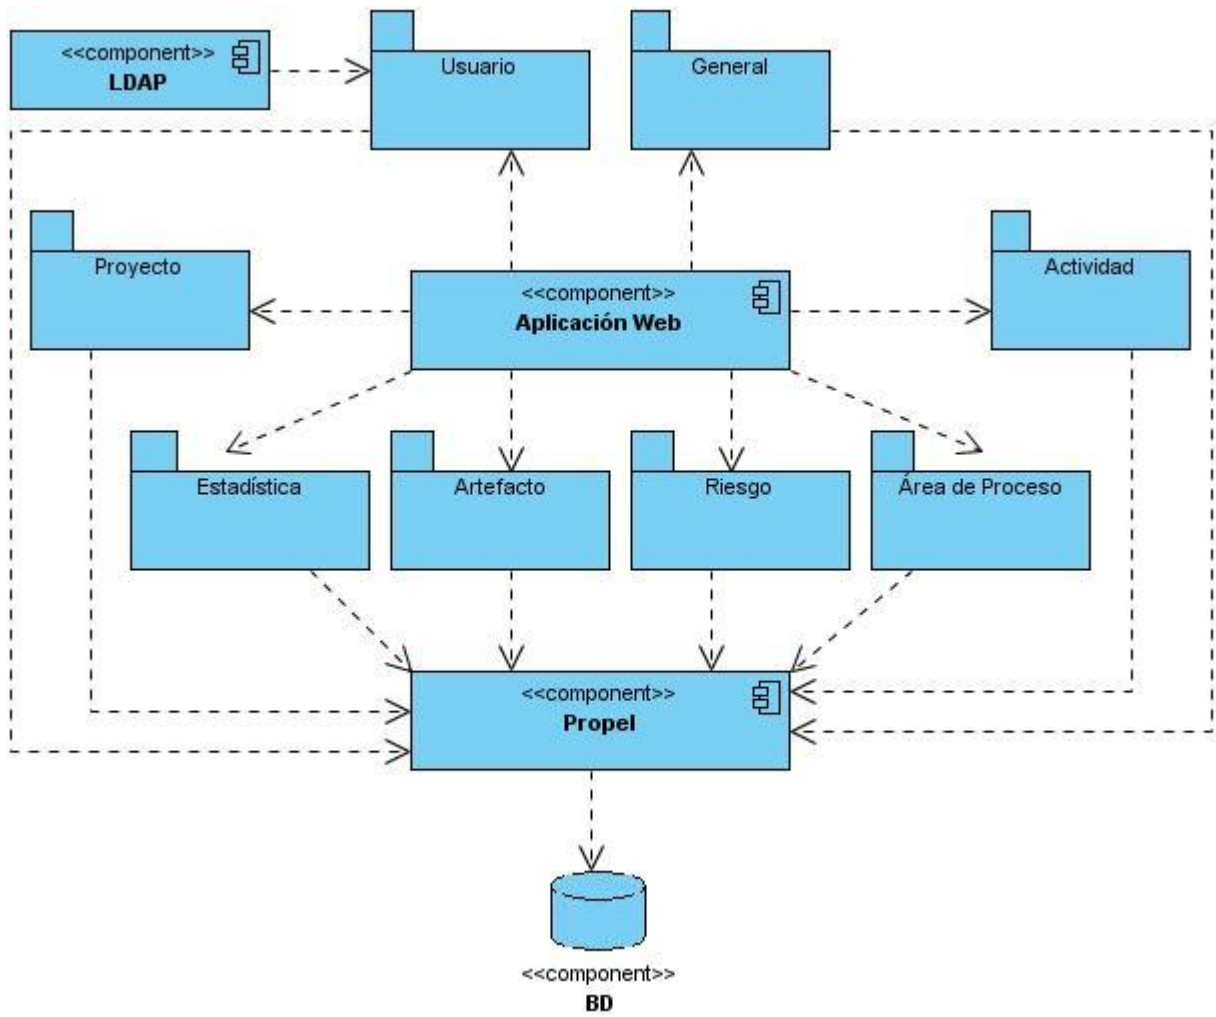 <<component>>
LDAP
Usuario
General
Proyecto
<<component>>
Aplicación Web
Actividad
Estadística
Artefacto
Riesgo
Área de Proceso
<<component>>
Propel
<<component>>
BD